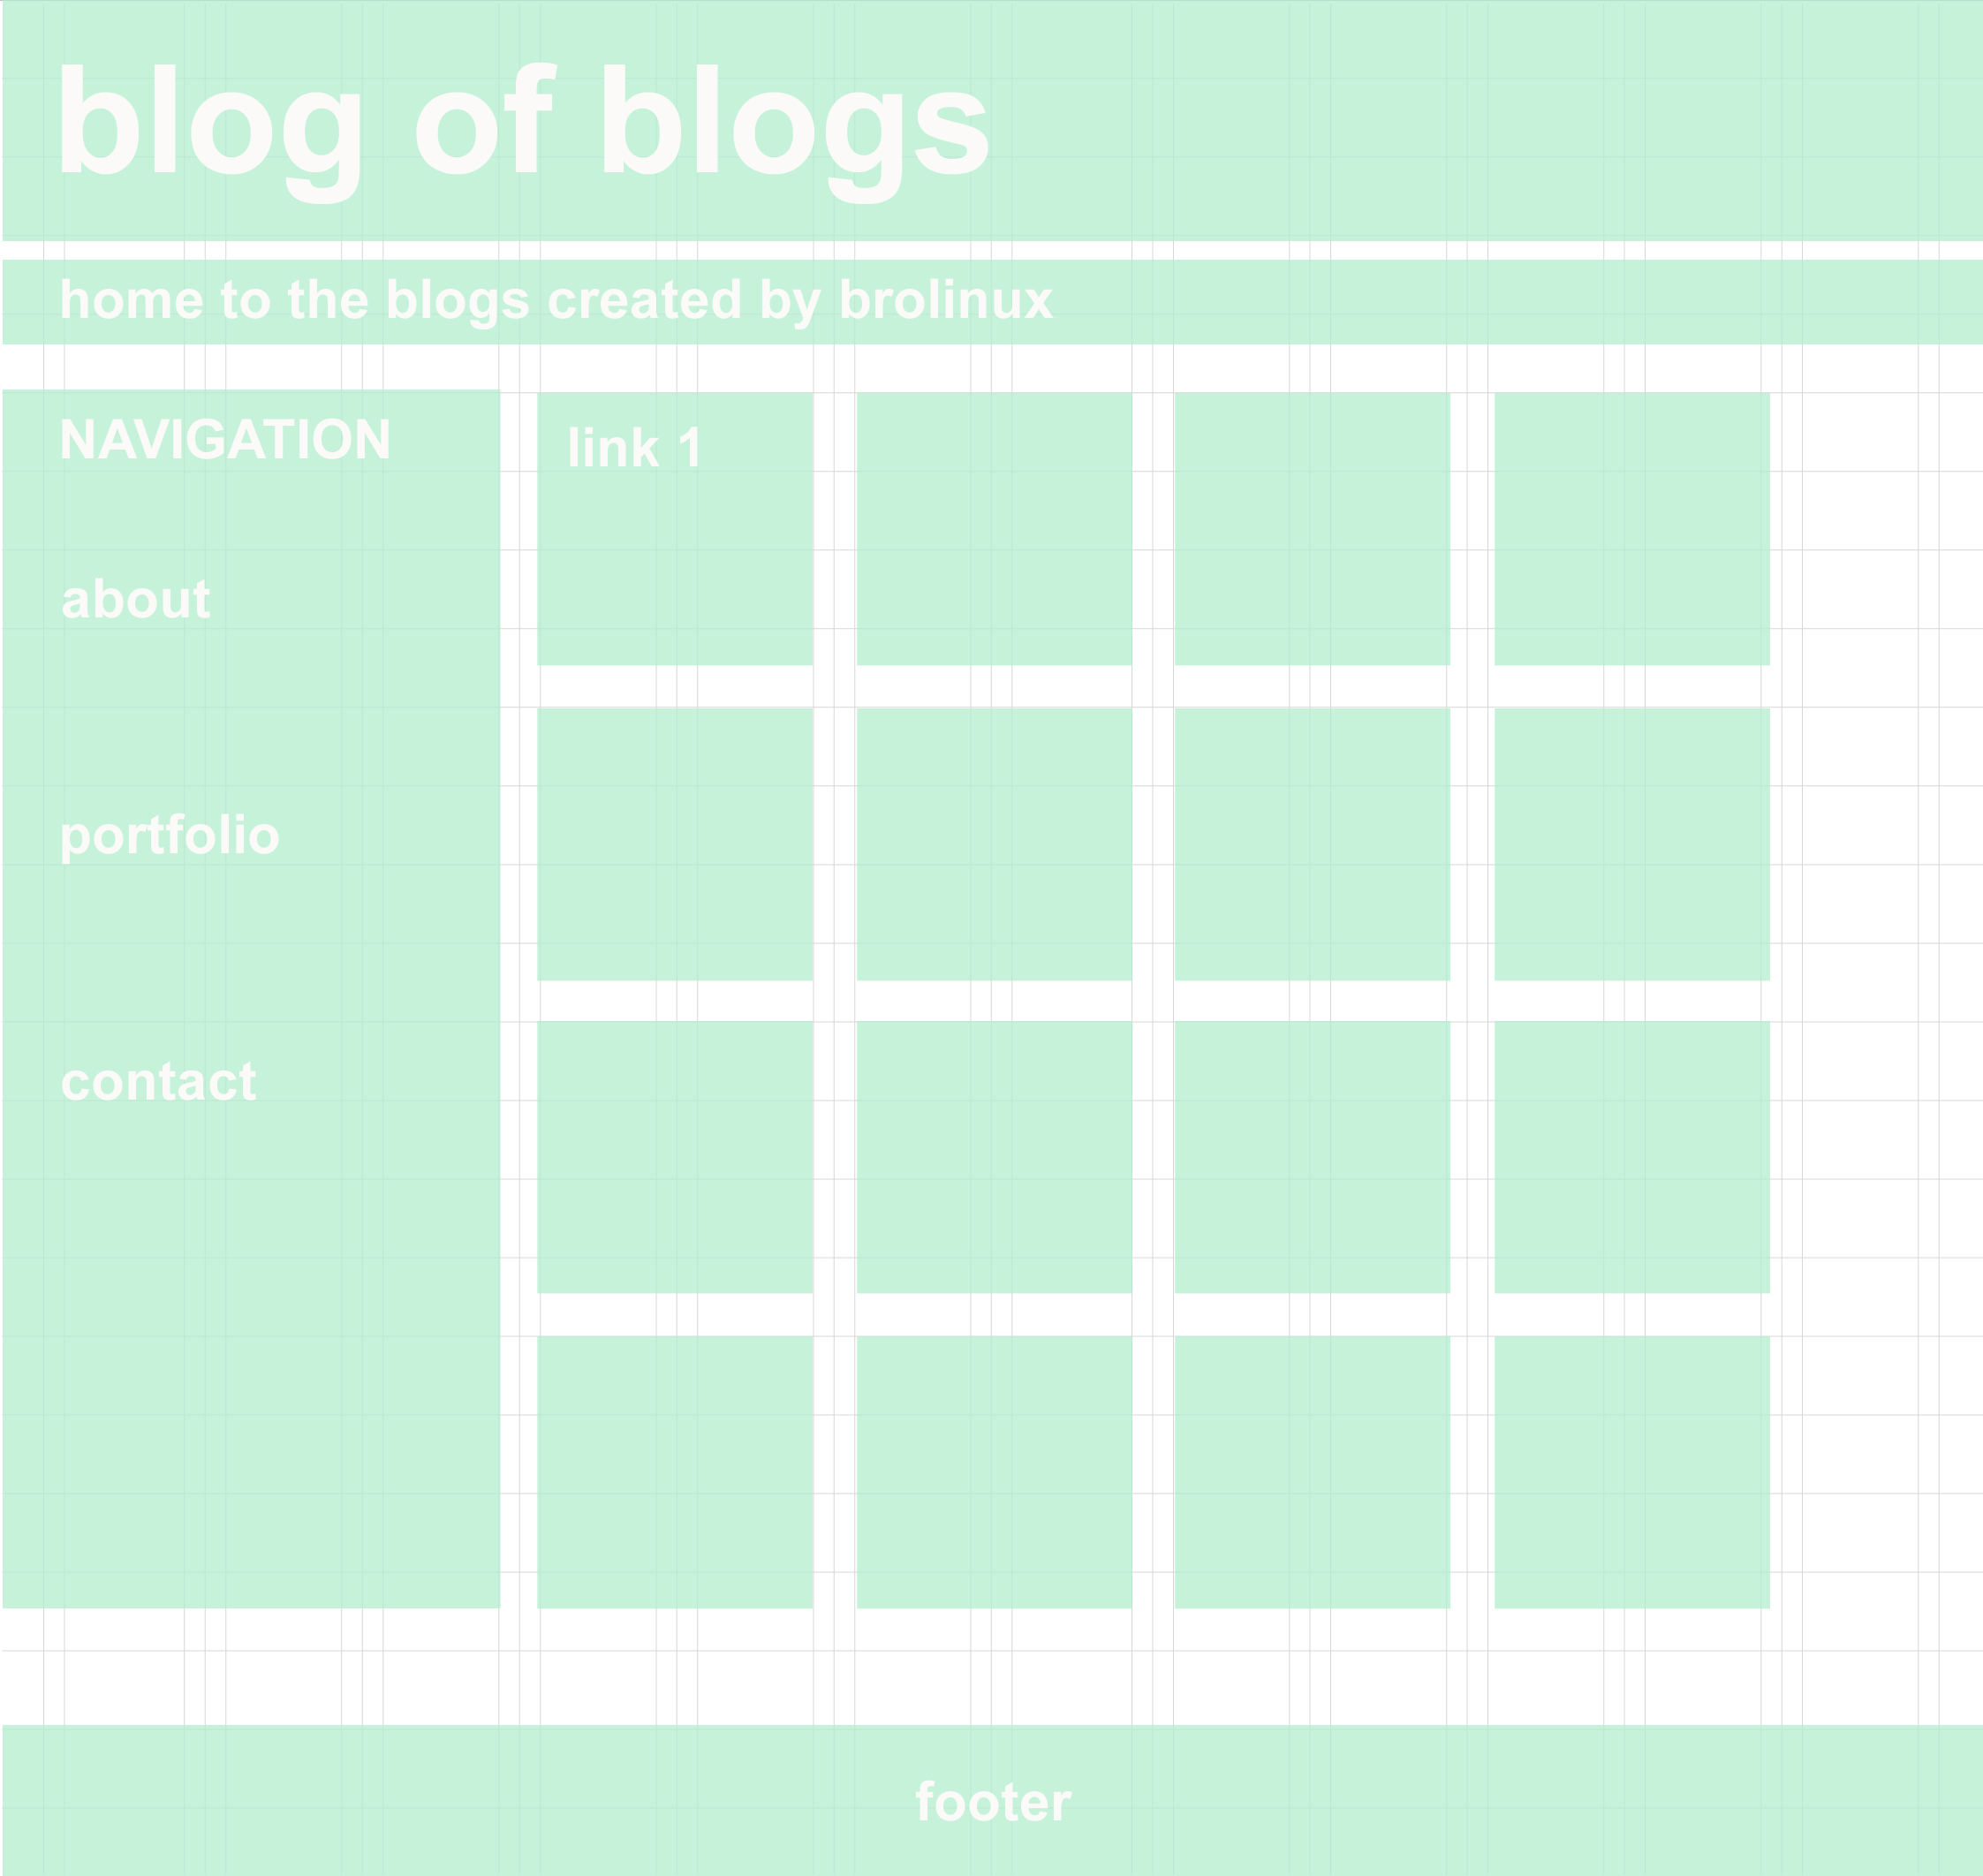 blog of blogs
home to the blogs created by brolinux
NAVIGATION
link 1
about
portfolio
contact
footer